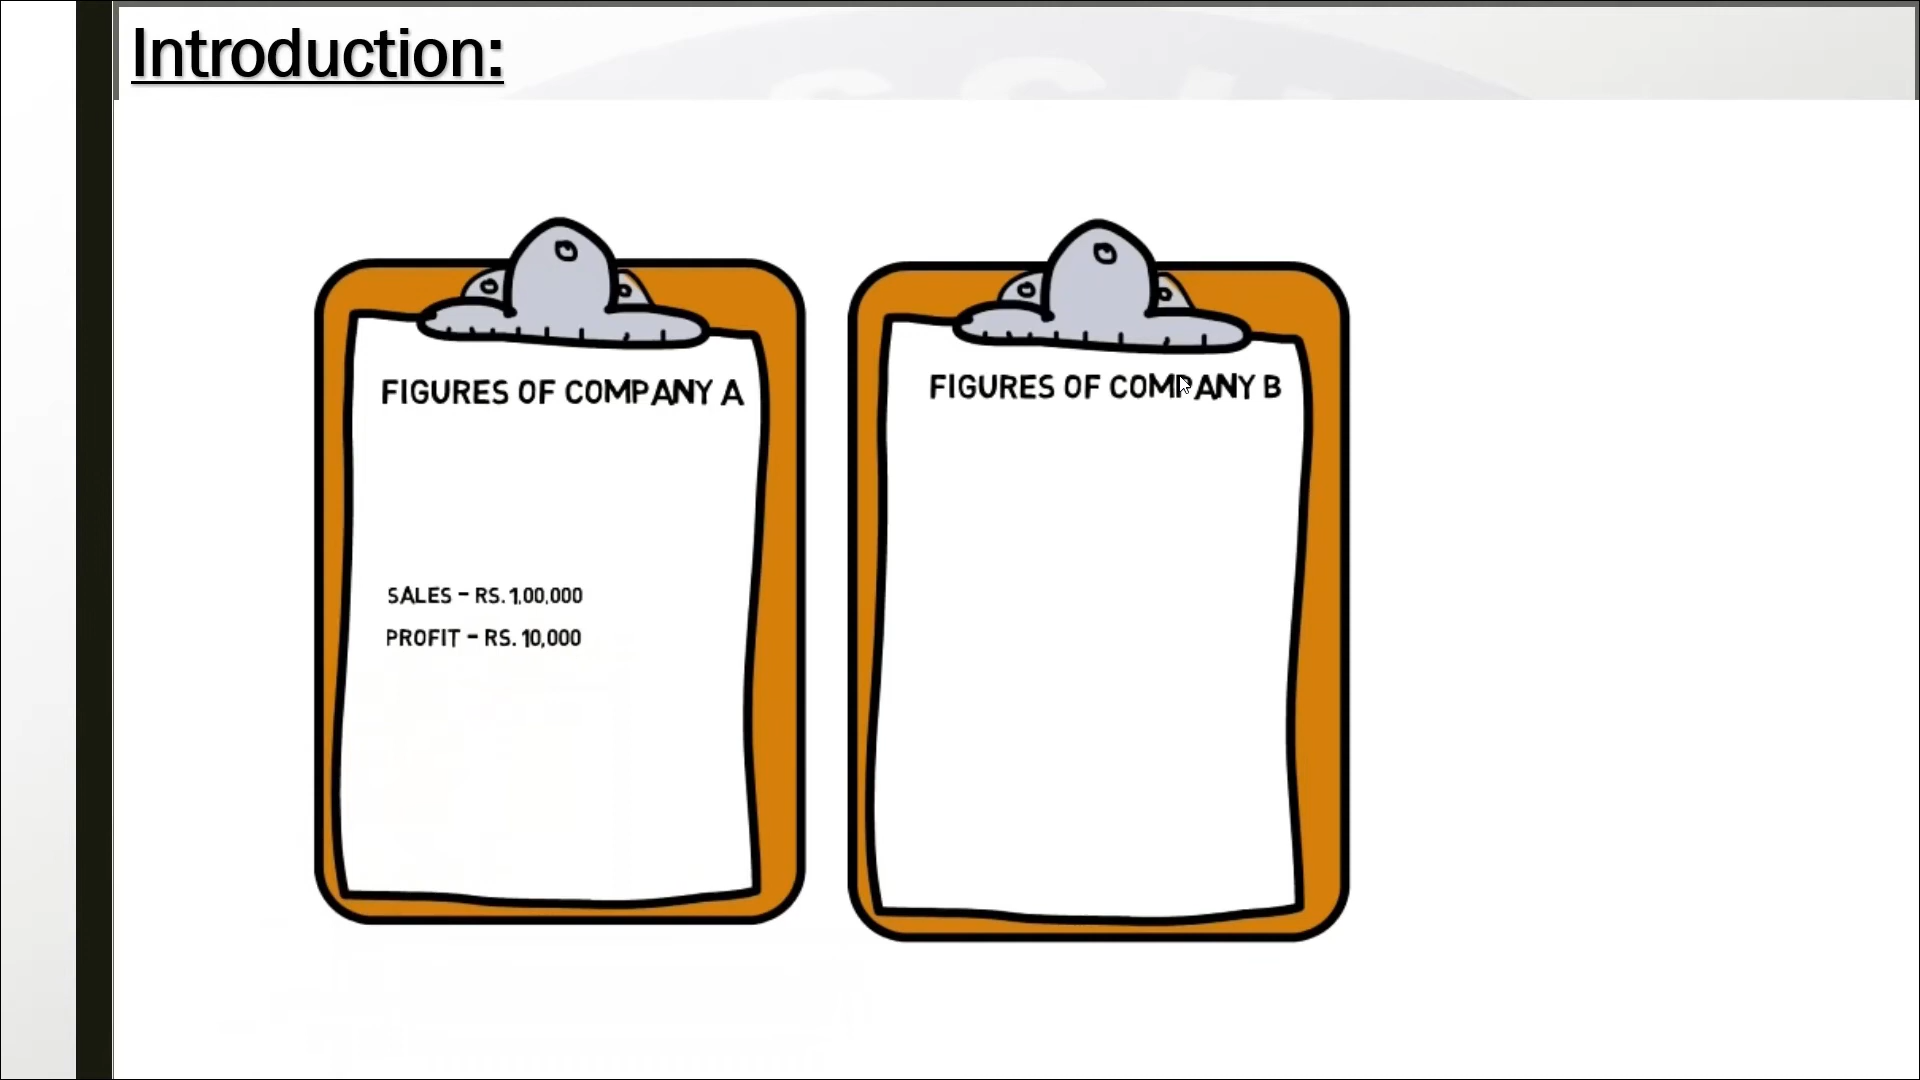 Introduction:
FIGURES OF COMPANY A
SALES - RS. 1,00,000
PROFIT - RS. 10,000
FIGURES OF COMPANY B